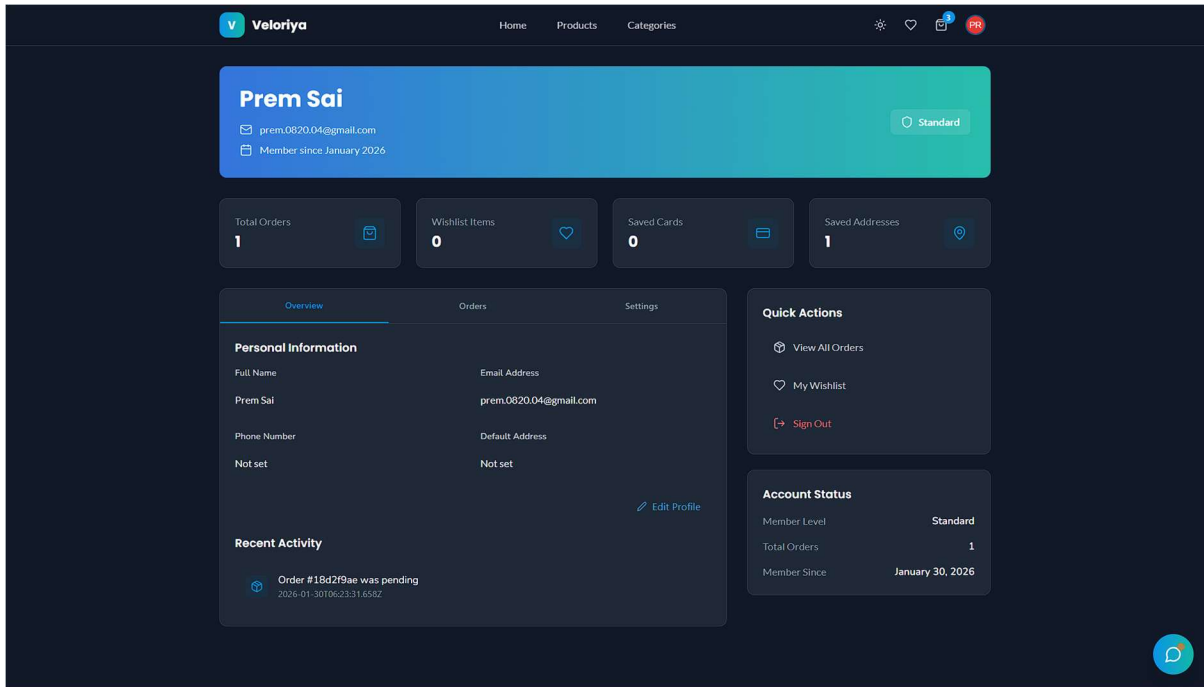 V Veloriya
Home Products Categories
3
PR
Prem Sai
prem.0820.04@gmail.com
Member since January 2026
Standard
Total Orders
1
Wishlist Items
0
Saved Cards
0
Saved Addresses
1
Overview Orders Settings
Personal Information
Full Name
Prem Sai
Email Address
prem.0820.04@gmail.com
Phone Number
Not set
Default Address
Not set
Edit Profile
Recent Activity
Order #18d2f9ae was pending
2026-01-30T06:23:31.658Z
Quick Actions
View All Orders
My Wishlist
Sign Out
Account Status
Member Level Standard
Total Orders 1
Member Since January 30, 2026